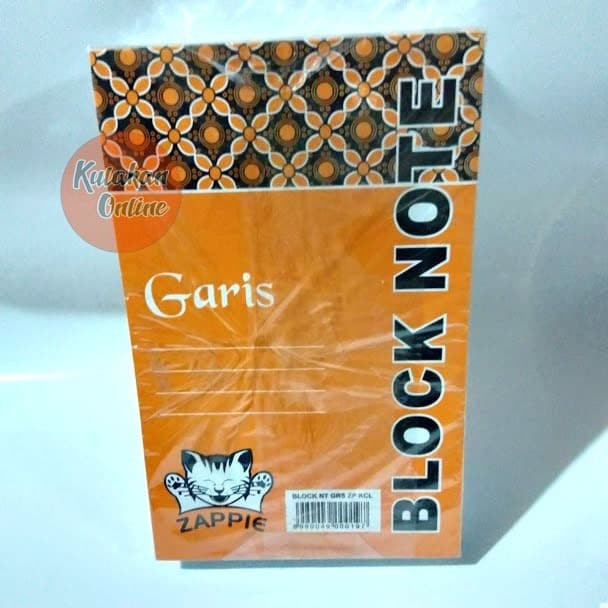 Kulakan
Online
BLOCK NOTE
Garis
ZAPPIE
BLOCK NT GRS ZP KCL